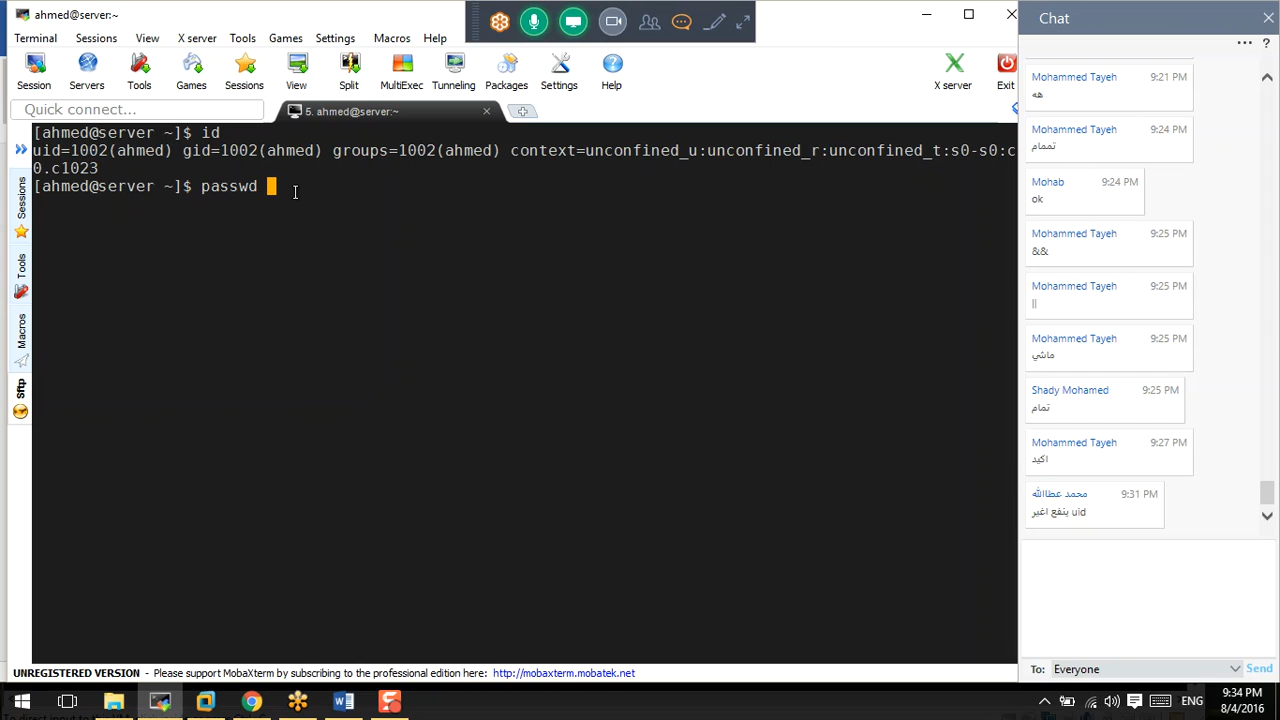 ahmed@server:~
Terminal Sessions View X server Tools Games Settings Macros Help
Session Servers Tools Games Sessions View Split MultiExec Tunneling Packages Settings Help X server Exit
Quick connect...
5. ahmed@server:~
[ahmed@server ~]$ id
uid=1002(ahmed) gid=1002(ahmed) groups=1002(ahmed) context=unconfined_u:unconfined_r:unconfined_t:s0-s0:c
0.c1023
[ahmed@server ~]$ passwd
Sessions
Tools
Macros
Sftp
UNREGISTERED VERSION - Please support MobaXterm by subscribing to the professional edition here: http://mobaxterm.mobatek.net
Chat
?
Mohammed Tayeh 9:21 PM
هه
Mohammed Tayeh 9:24 PM
تممام
Mohab 9:24 PM
ok
Mohammed Tayeh 9:25 PM
&&
Mohammed Tayeh 9:25 PM
||
Mohammed Tayeh 9:25 PM
ماشي
Shady Mohamed 9:25 PM
تمام
Mohammed Tayeh 9:27 PM
اكيد
محمد عطاالله 9:31 PM
ينفع اغير uid
To: Everyone Send
ENG
9:34 PM
8/4/2016